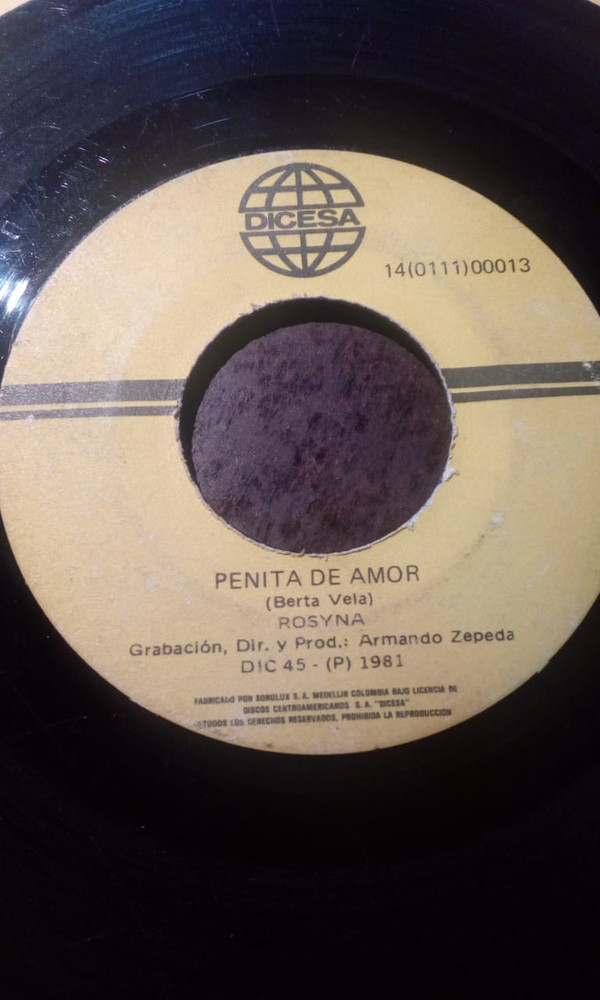 DICESA
14(0111)00013
PENITA DE AMOR
(Berta Vela)
ROSYNA
Grabación, Dir. y Prod.: Armando Zepeda
DIC 45 - (P) 1981
FABRICADO POR SONOLUX S. A. MEDELLIN COLOMBIA BAJO LICENCIA DE
DISCOS CENTROAMERICANOS S. A. "DICESA"
TODOS LOS DERECHOS RESERVADOS, PROHIBIDA LA REPRODUCCION